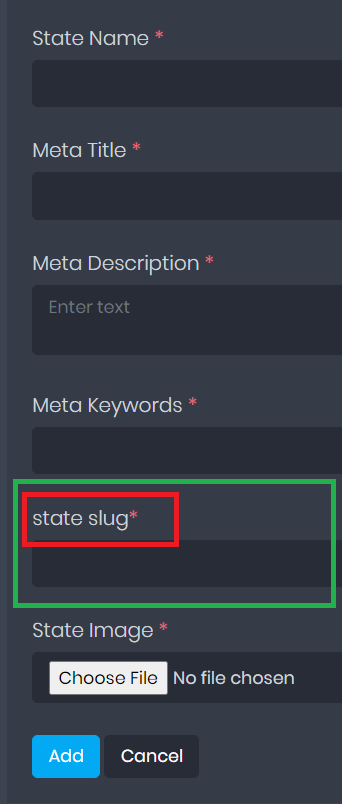 State Name *
Meta Title *
Meta Description *
Enter text
Meta Keywords *
state slug*
State Image *
Choose File No file chosen
Add Cancel